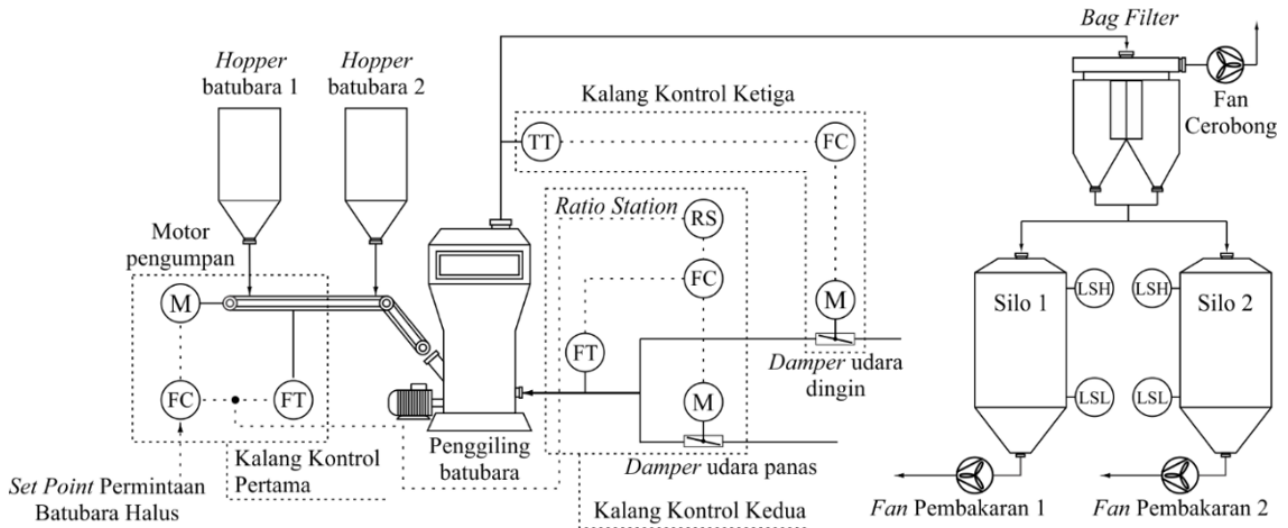 Bag Filter
Hopper
batubara 1
Hopper
batubara 2
Kalang Kontrol Ketiga
Fan
Cerobong
TT
FC
Ratio Station
RS
Motor
pengumpan
FC
M
M
FT
Damper udara
dingin
FC
FT
M
Penggiling
batubara
Damper udara panas
Kalang Kontrol
Pertama
Kalang Kontrol Kedua
Set Point Permintaan
Batubara Halus
Silo 1
LSH
LSL
LSH
Silo 2
LSL
Fan Pembakaran 1
Fan Pembakaran 2